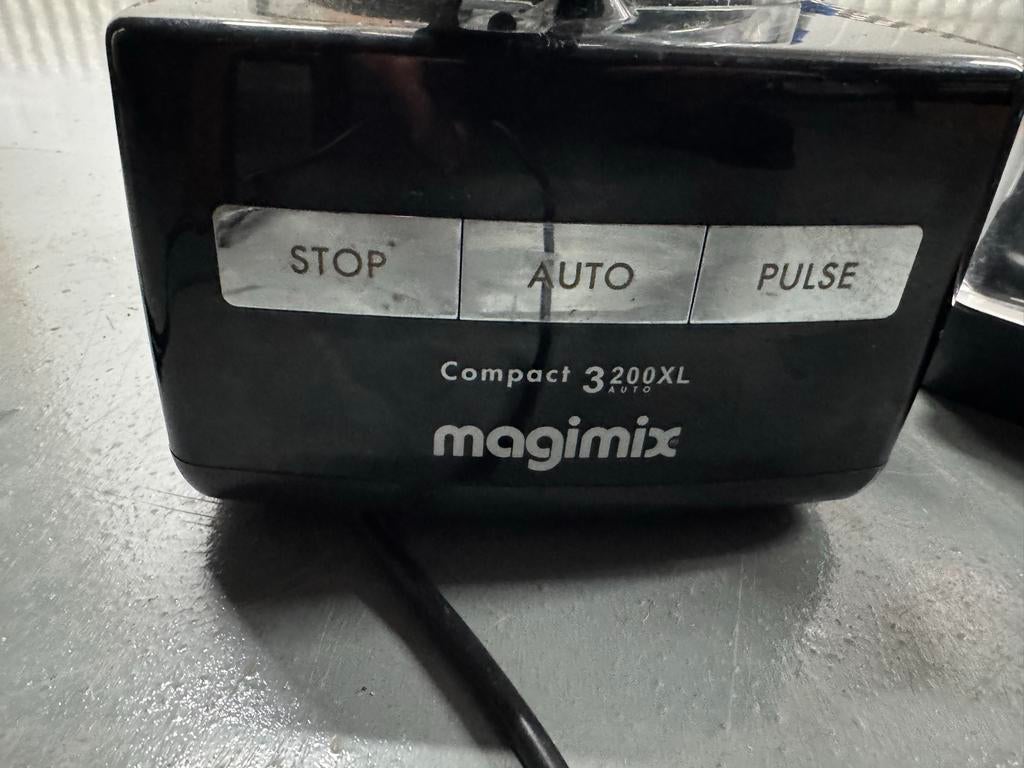 STOP AUTO PULSE
Compact 3200XL
AUTO
magimix